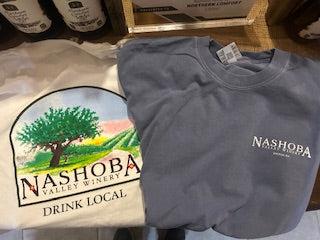 NORTHERN COMFORT
NASHOBA
VALLEY WINERY
DRINK LOCAL
NASHOBA
VALLEY WINERY